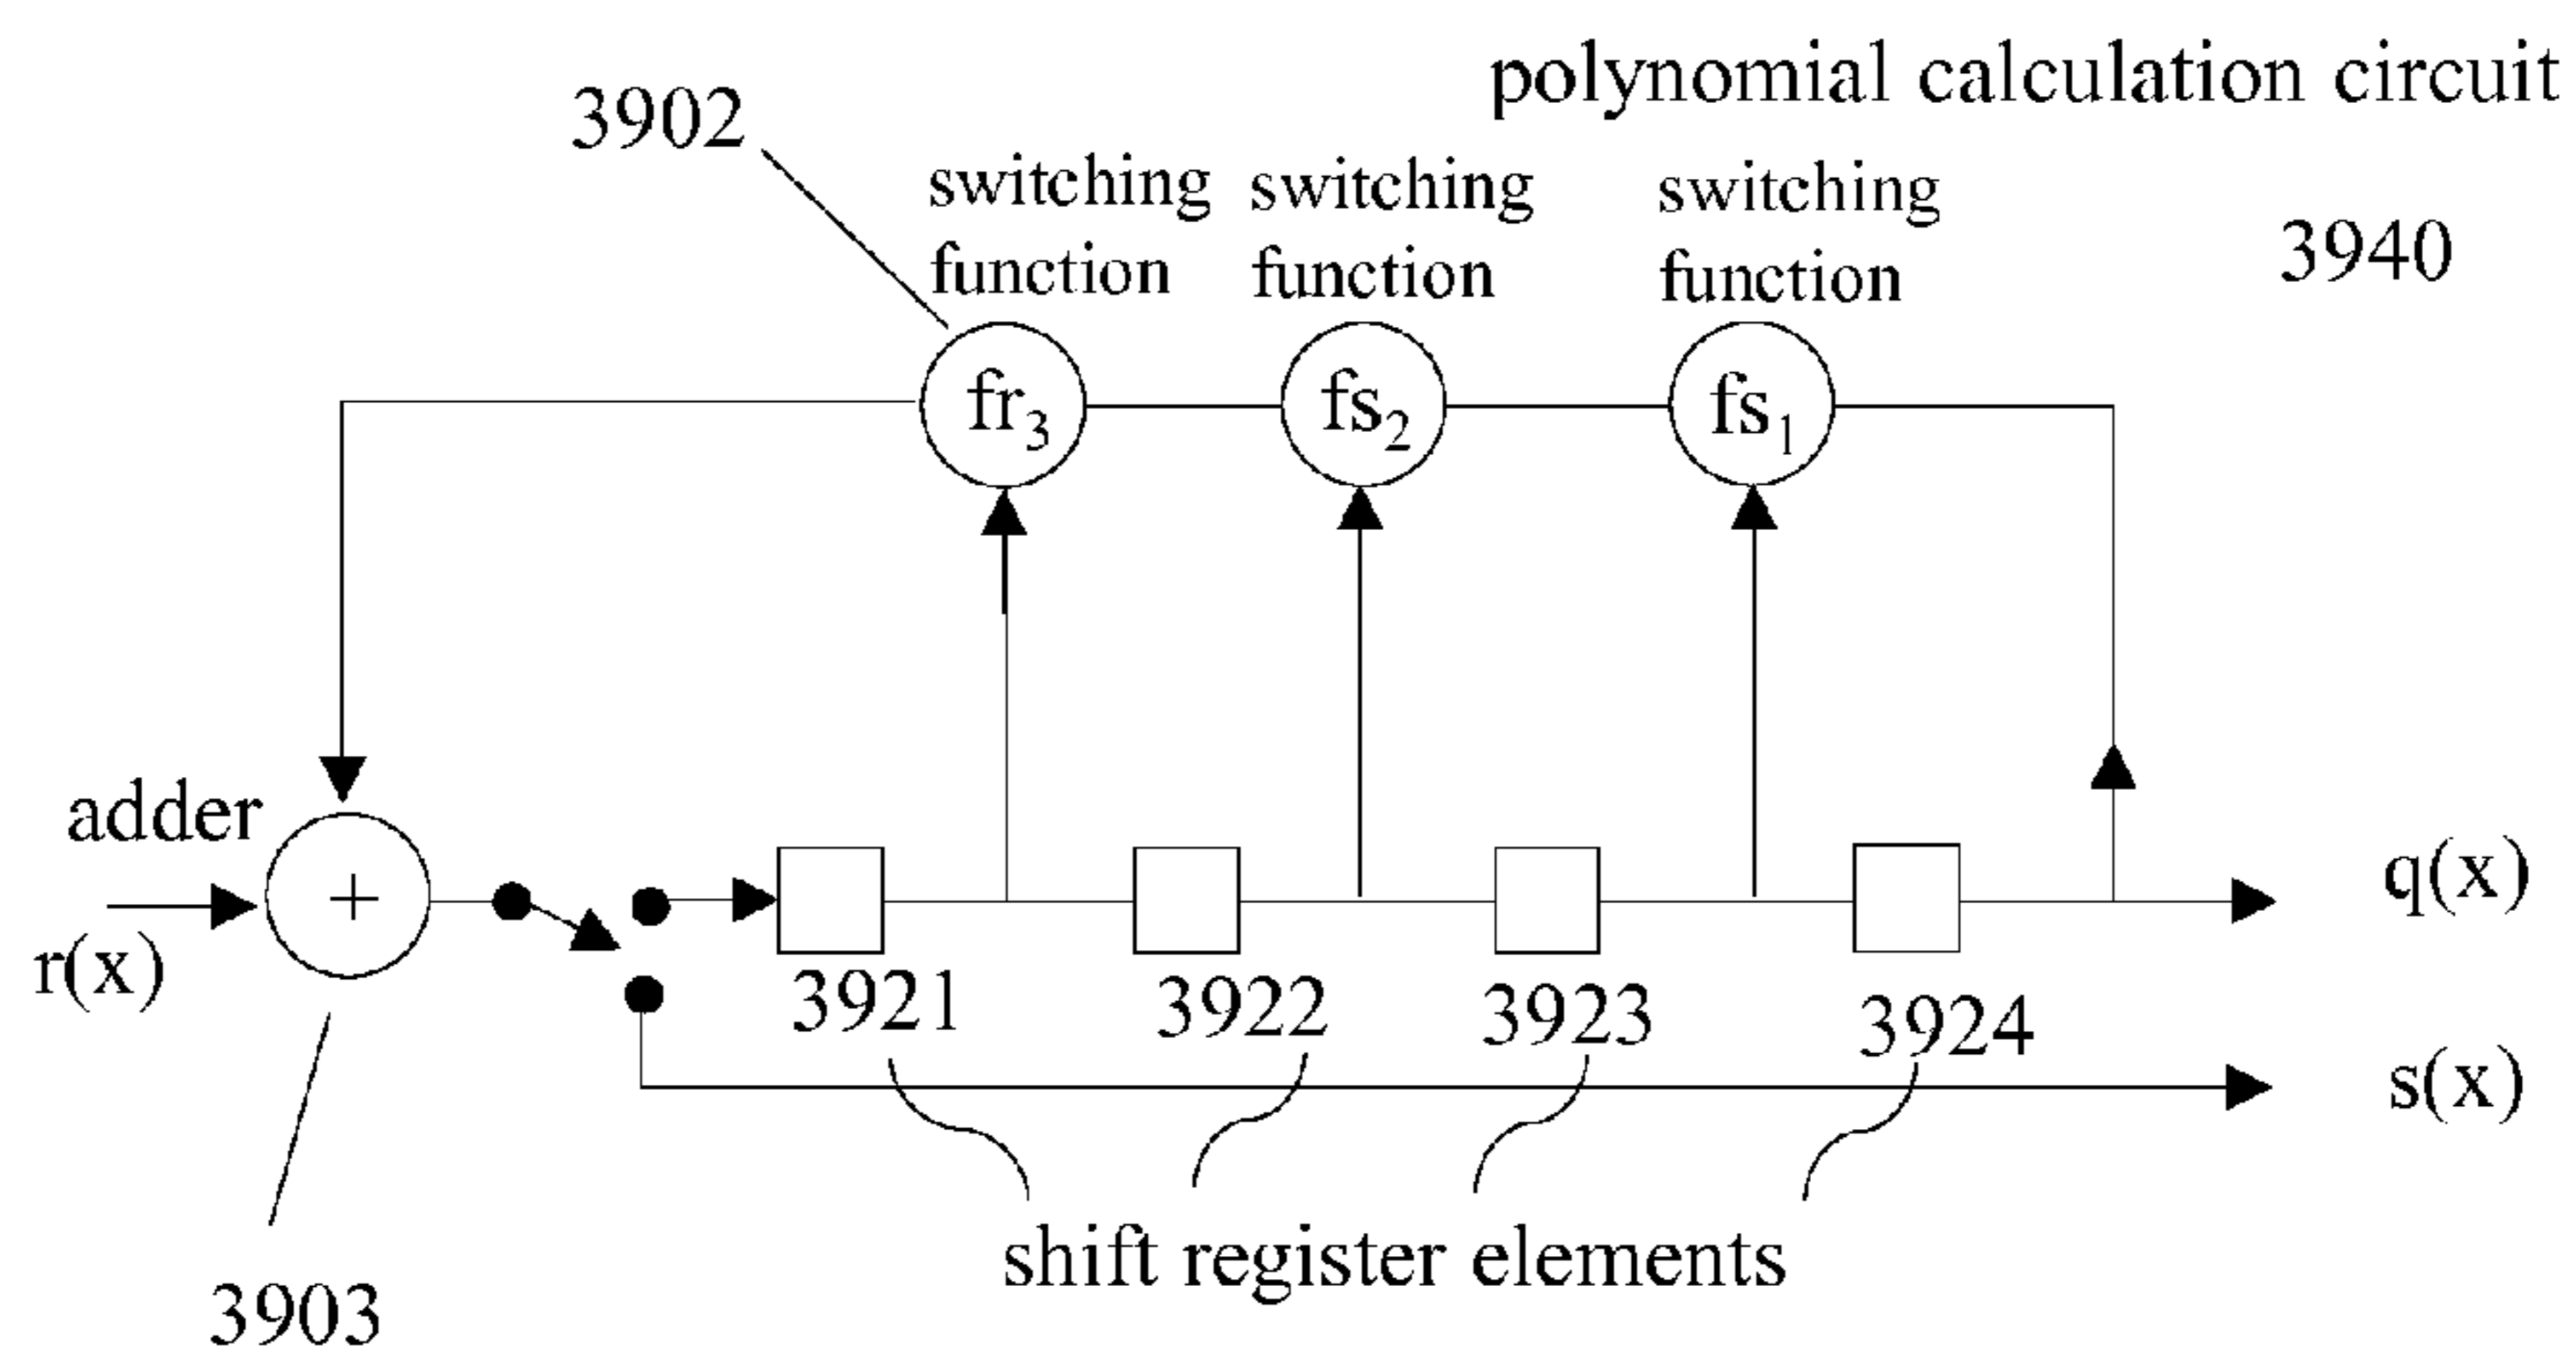 polynomial calculation circuit
3902
switching function
switching function
switching function
3940
fr3
fs2
fs1
adder
+
r(x)
q(x)
3921
3922
3923
3924
s(x)
shift register elements
3903